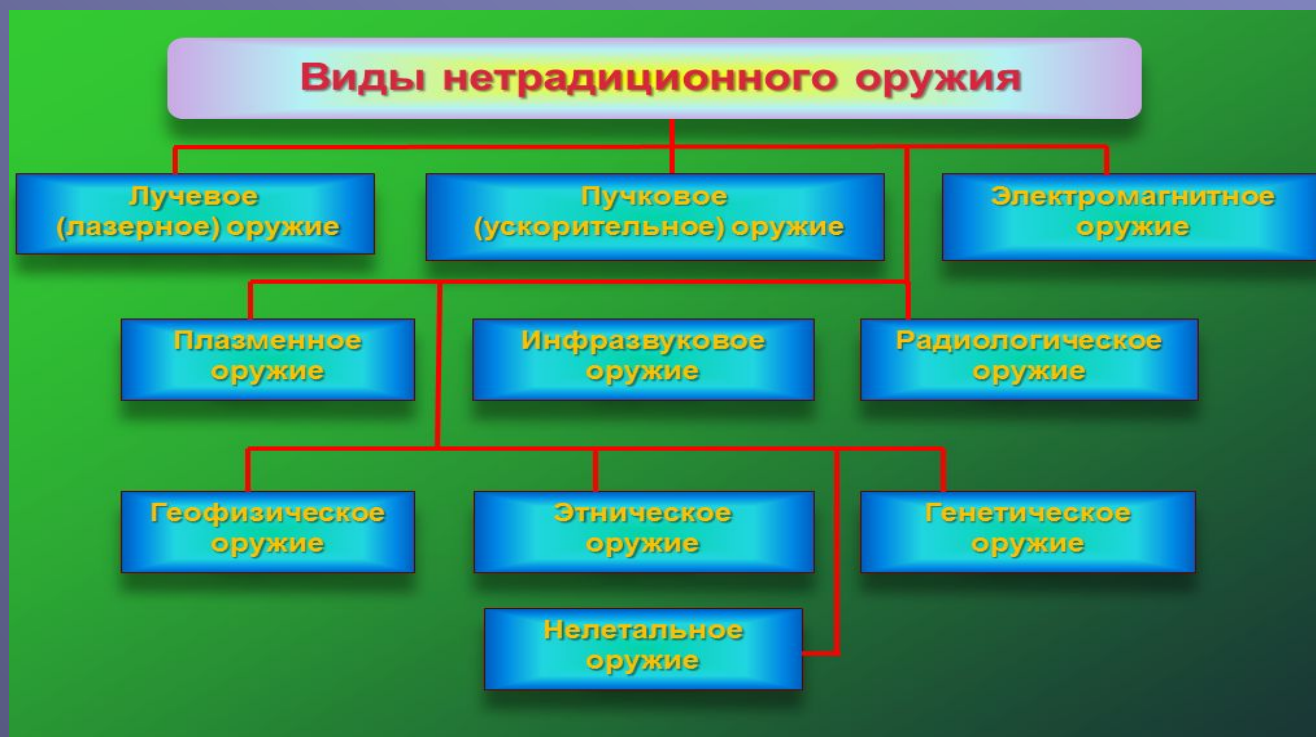 Виды нетрадиционного оружия
Лучевое
(лазерное) оружие
Пучковое
(ускорительное) оружие
Электромагнитное
оружие
Плазменное
оружие
Инфразвуковое
оружие
Радиологическое
оружие
Геофизическое
оружие
Этническое
оружие
Генетическое
оружие
Нелетальное
оружие